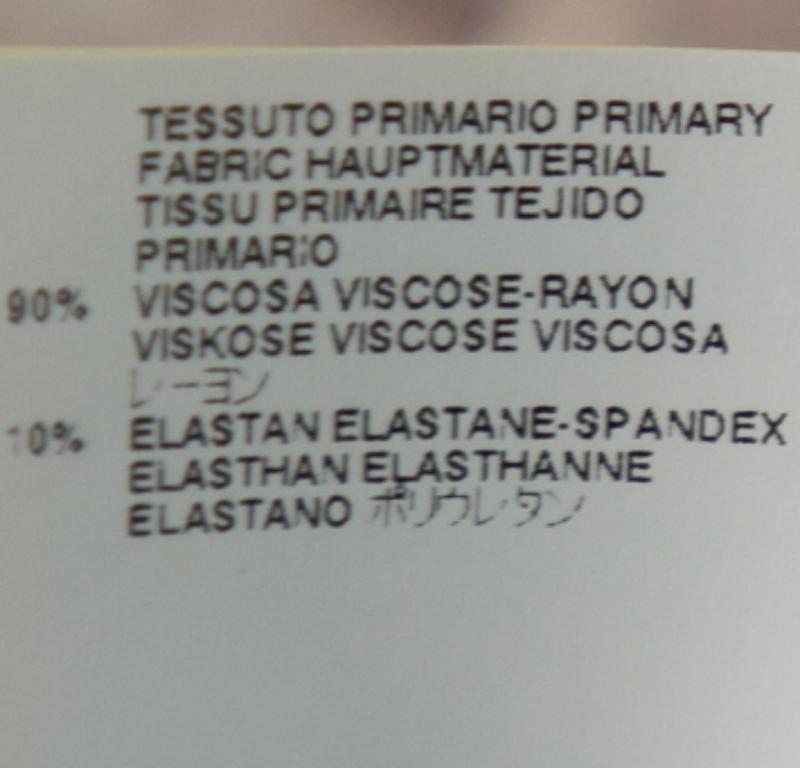 TESSUTO PRIMARIO PRIMARY
FABRIC HAUPTMATERIAL
TISSU PRIMAIRE TEJIDO
PRIMARIO
90% VISCOSA VISCOSE-RAYON
VISKOSE VISCOSE VISCOSA
レーヨン
10% ELASTAN ELASTANE-SPANDEX
ELASTHAN ELASTHANNE
ELASTANO ポリウレタン